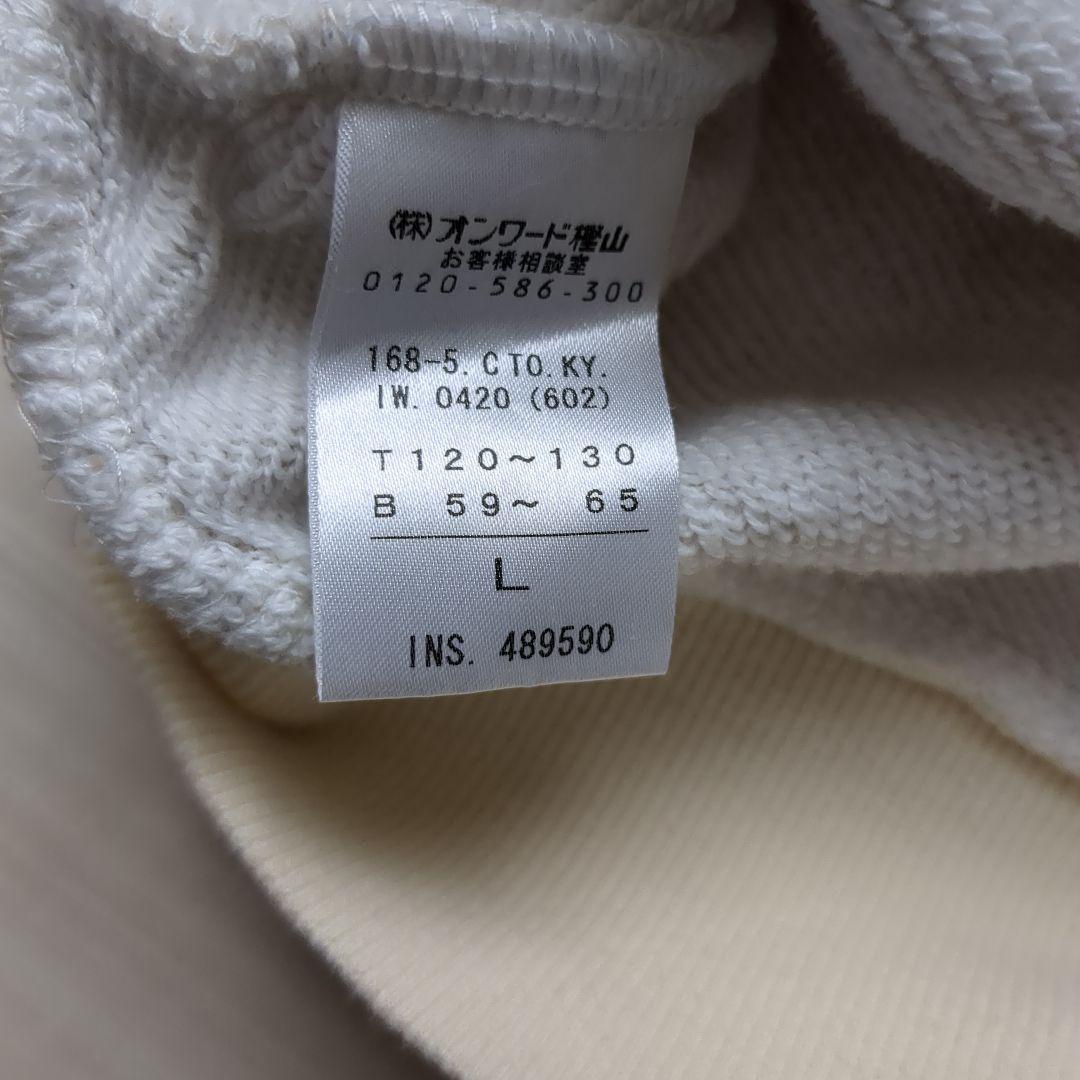 (株)オンワード樫山
お客様相談室
0120-586-300
168-5. CTO. KY.
IW. 0420 (602)
T 120~130
B 59~ 65
L
INS. 489590